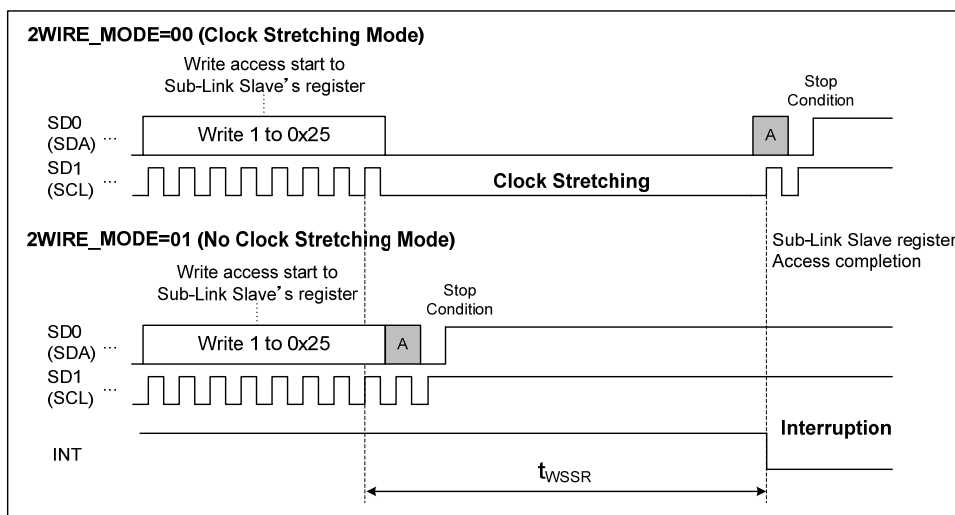 2WIRE_MODE=00 (Clock Stretching Mode)
Write access start to
Sub-Link Slave’s register
Stop
Condition
SD0
(SDA) ...
Write 1 to 0x25
A
SD1
(SCL) ...
Clock Stretching
2WIRE_MODE=01 (No Clock Stretching Mode)
Sub-Link Slave register
Access completion
Write access start to
Sub-Link Slave’s register
Stop
Condition
SD0
(SDA) ...
Write 1 to 0x25
A
SD1
(SCL) ...
Interruption
INT
tWSSR